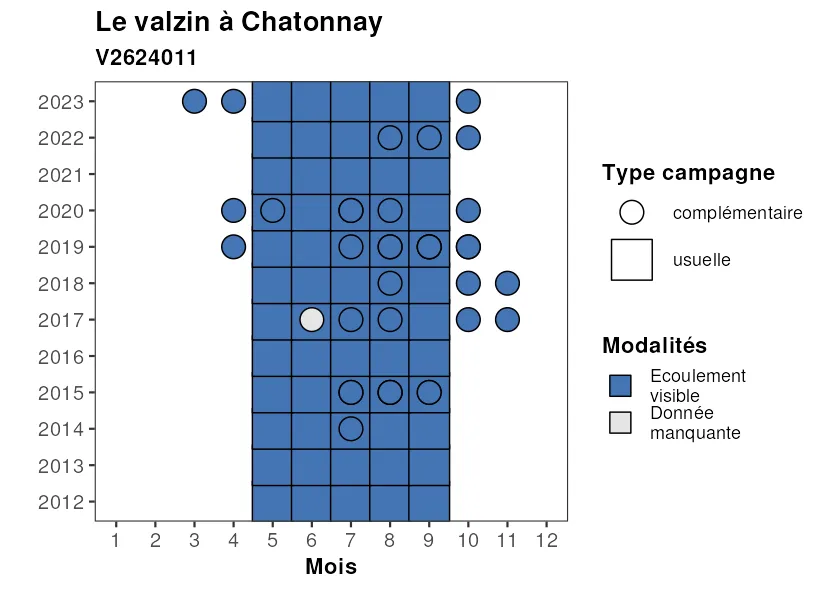 Le valzin à Chatonnay
V2624011
2023
2022
2021
2020
2019
2018
2017
2016
2015
2014
2013
2012
1 2 3 4 5 6 7 8 9 10 11 12
Mois
Type campagne
complémentaire
usuelle
Modalités
Ecoulement
visible
Donnée
manquante